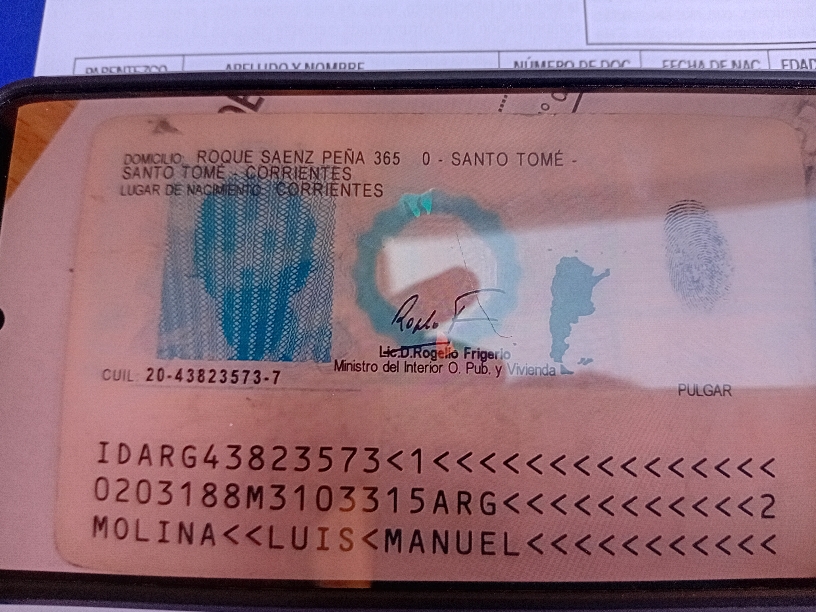 PARENTEZCO APELLIDO Y NOMBRE NÚMERO DE DOC FECHA DE NAC EDAD
DOMICILIO: ROQUE SAENZ PEÑA 365 0 - SANTO TOMÉ -
SANTO TOMÉ - CORRIENTES
LUGAR DE NACIMIENTO: CORRIENTES
Lic.D.Rogelio Frigerio
Ministro del Interior O. Pub. y Vivienda
CUIL: 20-43823573-7
PULGAR
IDARG43823573<1<<<<<<<<<<<<<<<
0203188M3103315ARG<<<<<<<<<<<2
MOLINA<<LUIS<MANUEL<<<<<<<<<<<